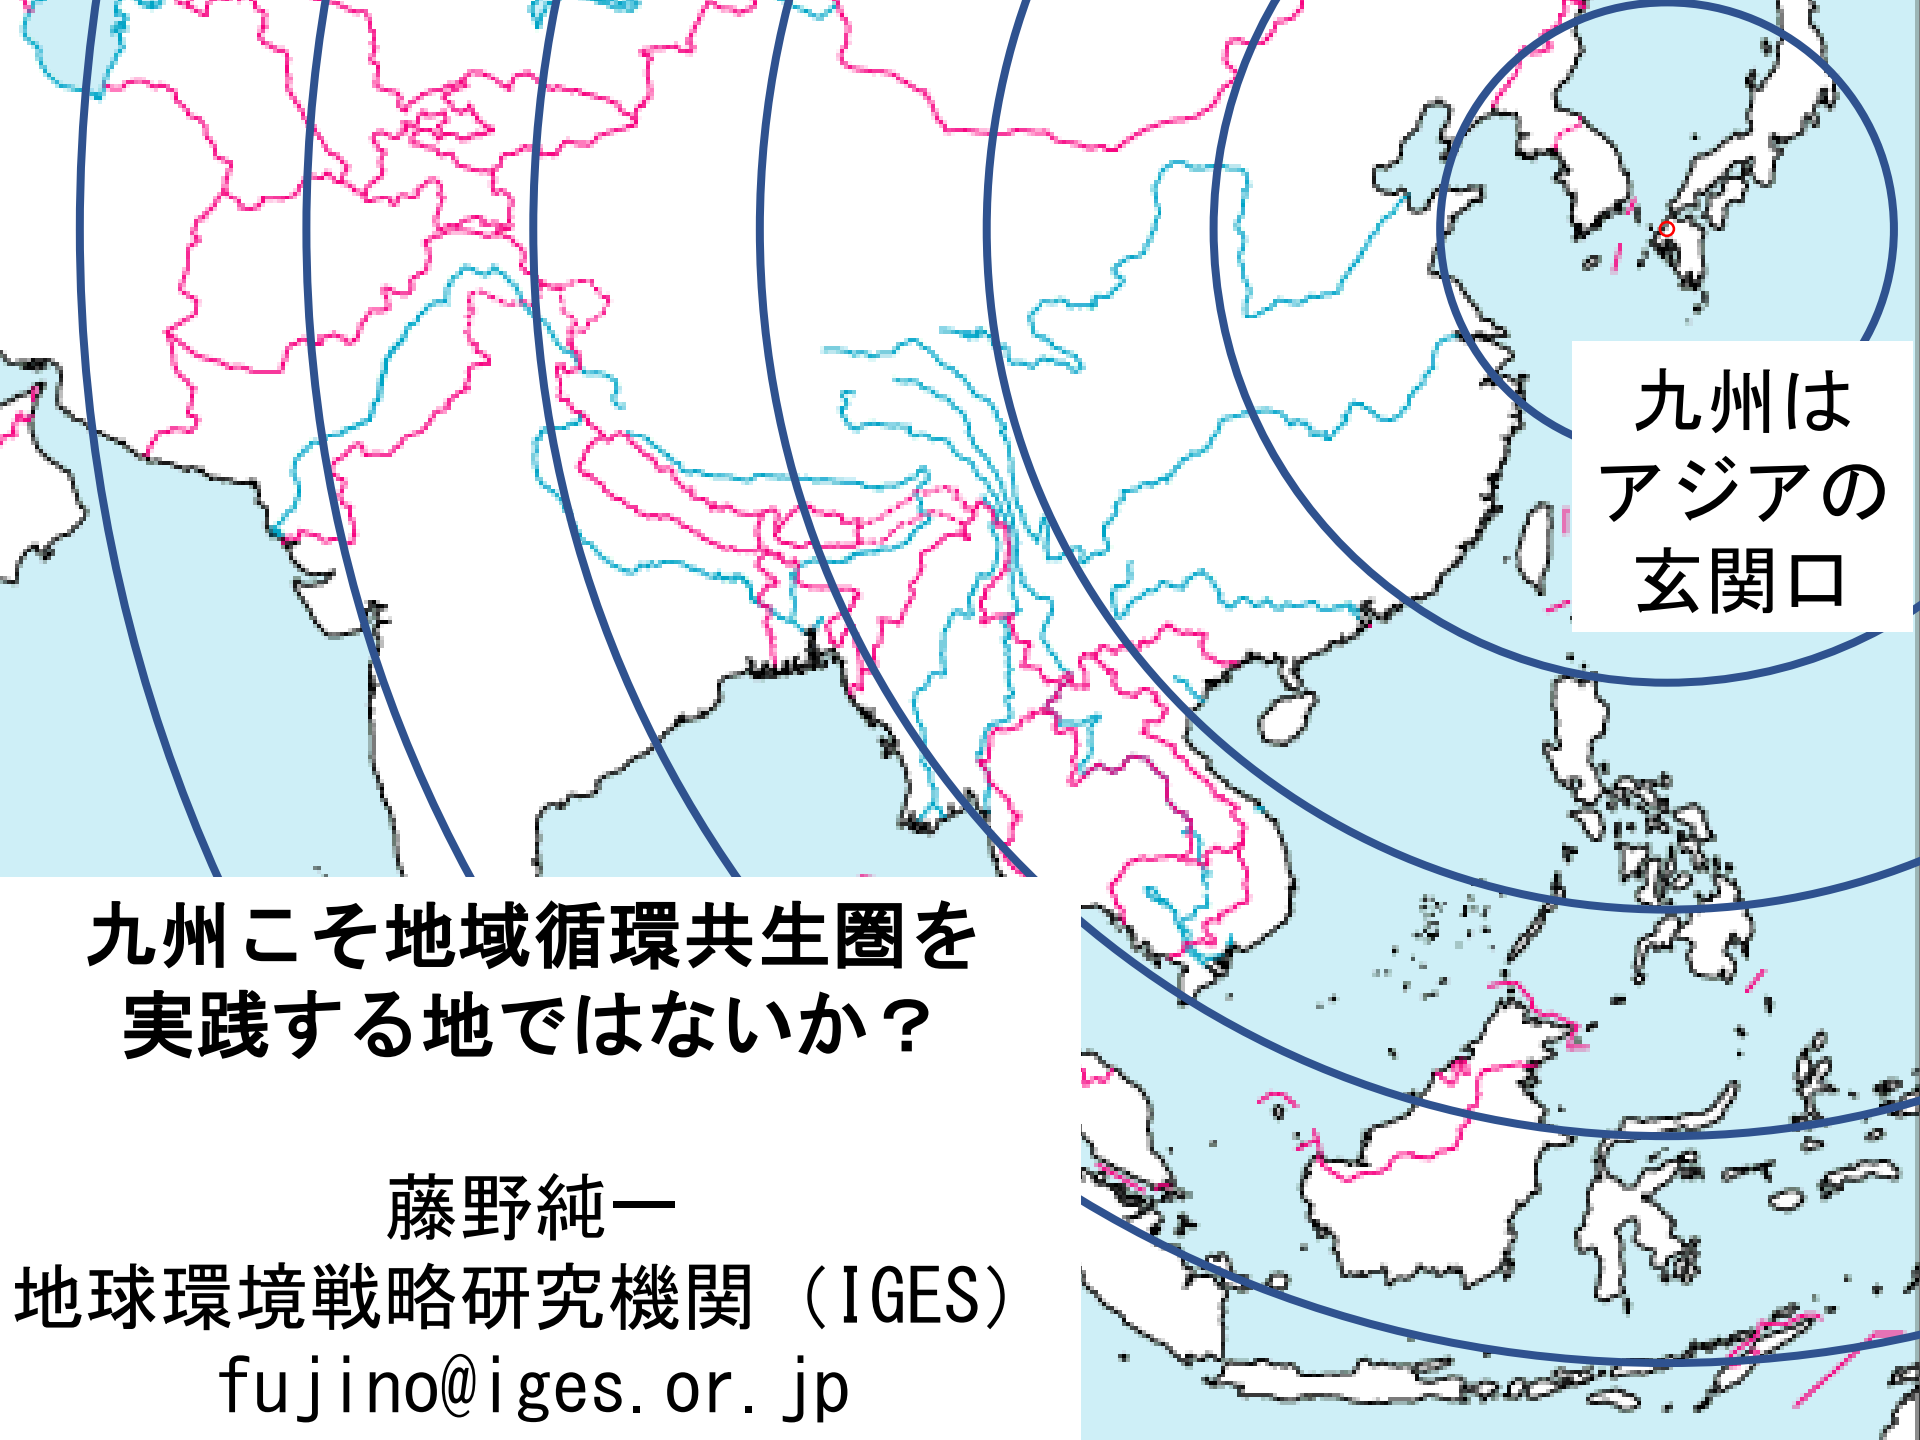 九州は
アジアの
玄関口
九州こそ地域循環共生圏を
実践する地ではないか？
藤野純一
地球環境戦略研究機関（IGES）
fujino@iges.or.jp